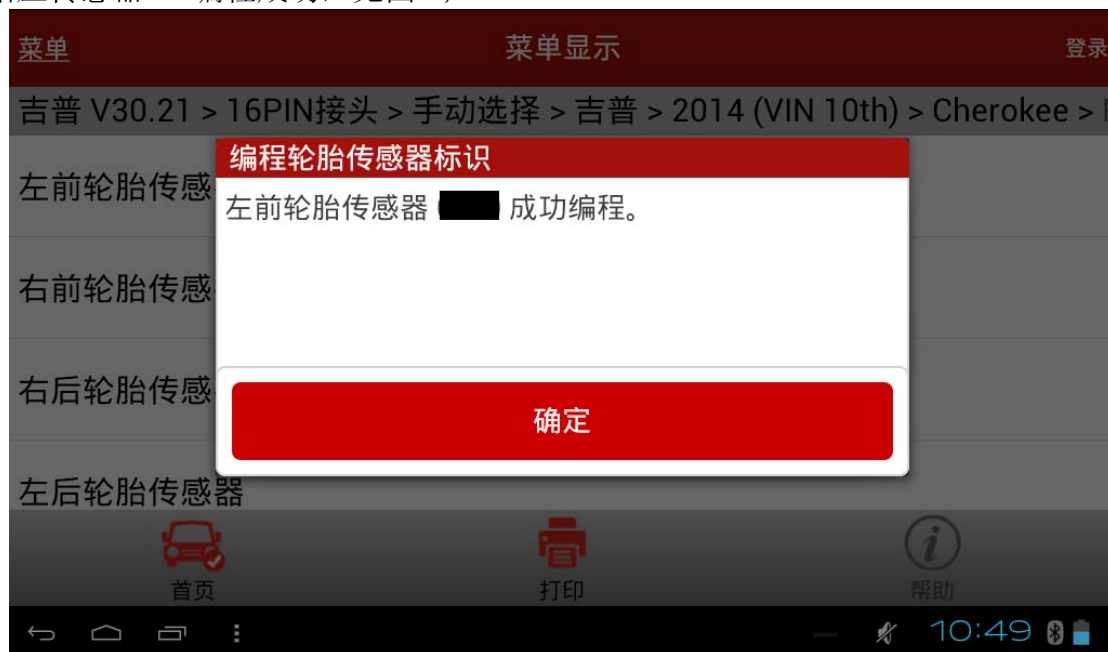 菜单 菜单显示 登录
吉普 V30.21 > 16PIN接头 > 手动选择 > 吉普 > 2014 (VIN 10th) > Cherokee >
编程轮胎传感器标识
左前轮胎传感
左前轮胎传感器 ( 成功编程。
右前轮胎传感
右后轮胎传感
确定
左后轮胎传感器
首页 打印 帮助
10:49